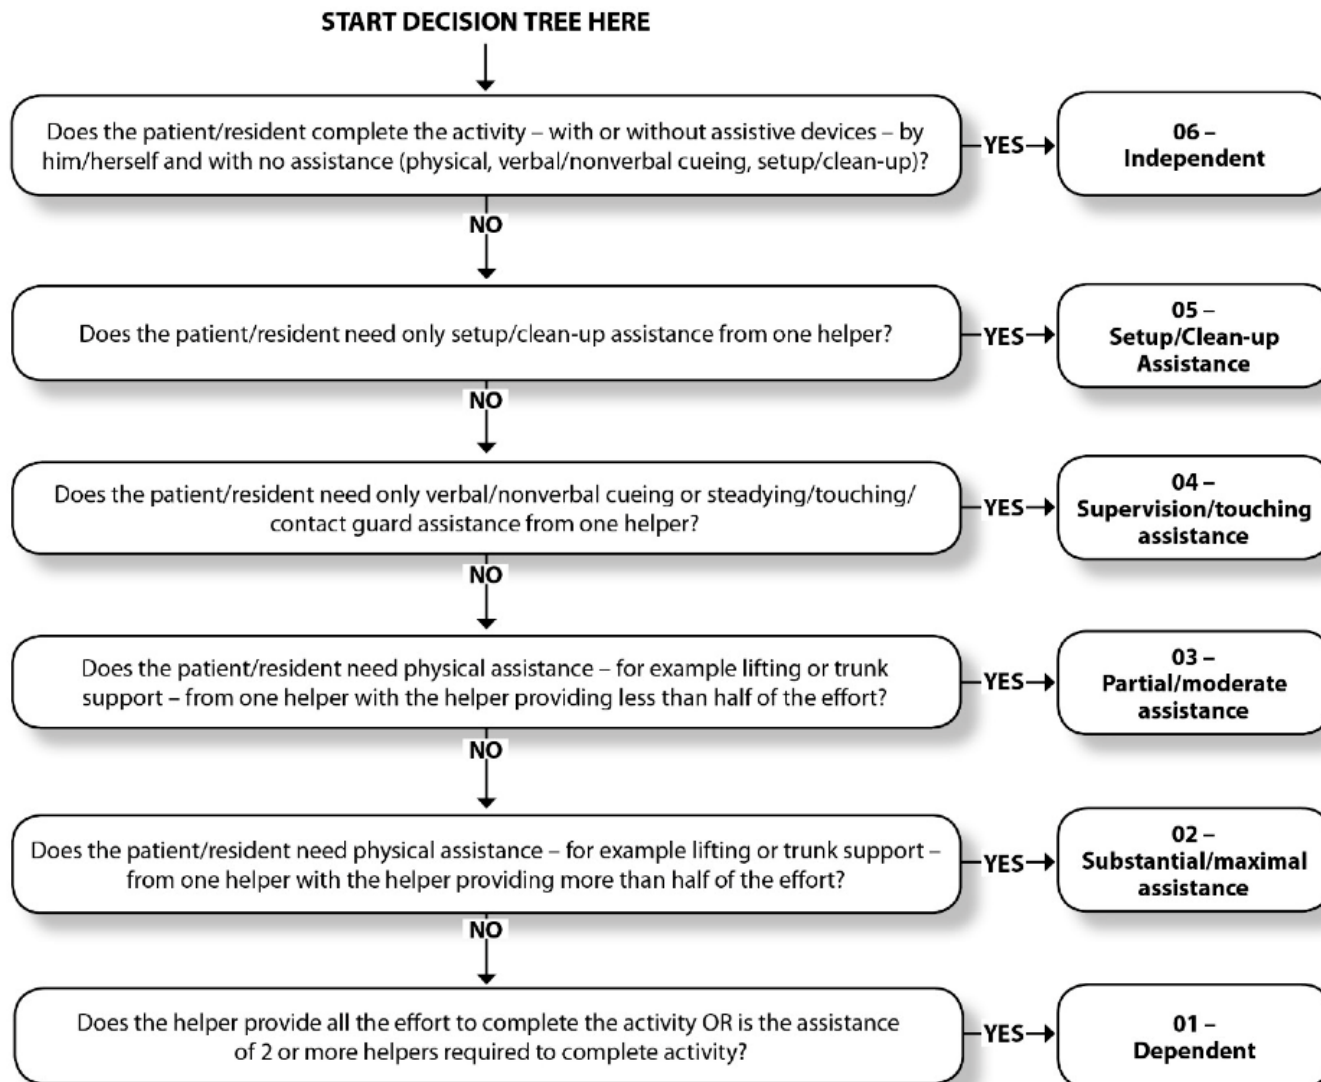 START DECISION TREE HERE
Does the patient/resident complete the activity – with or without assistive devices – by
him/herself and with no assistance (physical, verbal/nonverbal cueing, setup/clean-up)?
YES
06 –
Independent
NO
Does the patient/resident need only setup/clean-up assistance from one helper?
YES
05 –
Setup/Clean-up
Assistance
NO
Does the patient/resident need only verbal/nonverbal cueing or steadying/touching/
contact guard assistance from one helper?
YES
04 –
Supervision/touching
assistance
NO
Does the patient/resident need physical assistance – for example lifting or trunk
support – from one helper with the helper providing less than half of the effort?
YES
03 –
Partial/moderate
assistance
NO
Does the patient/resident need physical assistance – for example lifting or trunk support –
from one helper with the helper providing more than half of the effort?
YES
02 –
Substantial/maximal
assistance
NO
Does the helper provide all the effort to complete the activity OR is the assistance
of 2 or more helpers required to complete activity?
YES
01 –
Dependent